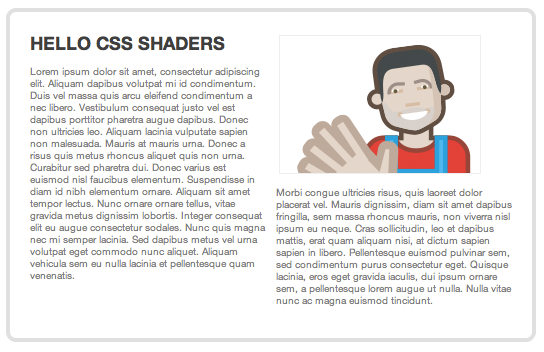 HELLO CSS SHADERS
Lorem ipsum dolor sit amet, consectetur adipiscing
elit. Aliquam dapibus volutpat mi id condimentum.
Duis vel massa quis arcu eleifend condimentum a
nec libero. Vestibulum consequat justo vel est
dapibus porttitor pharetra augue dapibus. Donec
non ultricies leo. Aliquam lacinia vulputate sapien
non malesuada. Mauris at mauris urna. Donec a
risus quis metus rhoncus aliquet quis non urna.
Curabitur sed pharetra dui. Donec varius est
euismod nisl faucibus elementum. Suspendisse in
diam id nibh elementum ornare. Aliquam sit amet
tempor lectus. Nunc ornare ornare tellus, vitae
gravida metus dignissim lobortis. Integer consequat
elit eu augue consectetur sodales. Nunc quis magna
nec mi semper lacinia. Sed dapibus metus vel urna
volutpat eget commodo nunc aliquet. Aliquam
vehicula sem eu nulla lacinia et pellentesque quam
venenatis.
Morbi congue ultricies risus, quis laoreet dolor
placerat vel. Mauris dignissim, diam sit amet dapibus
fringilla, sem massa rhoncus mauris, non viverra nisl
ipsum eu neque. Cras sollicitudin, leo et dapibus
mattis, erat quam aliquam nisi, at dictum sapien
sapien in libero. Pellentesque euismod pulvinar sem,
sed condimentum purus consectetur eget. Quisque
lacinia, eros eget gravida iaculis, dui ipsum ornare
sem, a pellentesque lorem augue ut nulla. Nulla vitae
nunc ac magna euismod tincidunt.